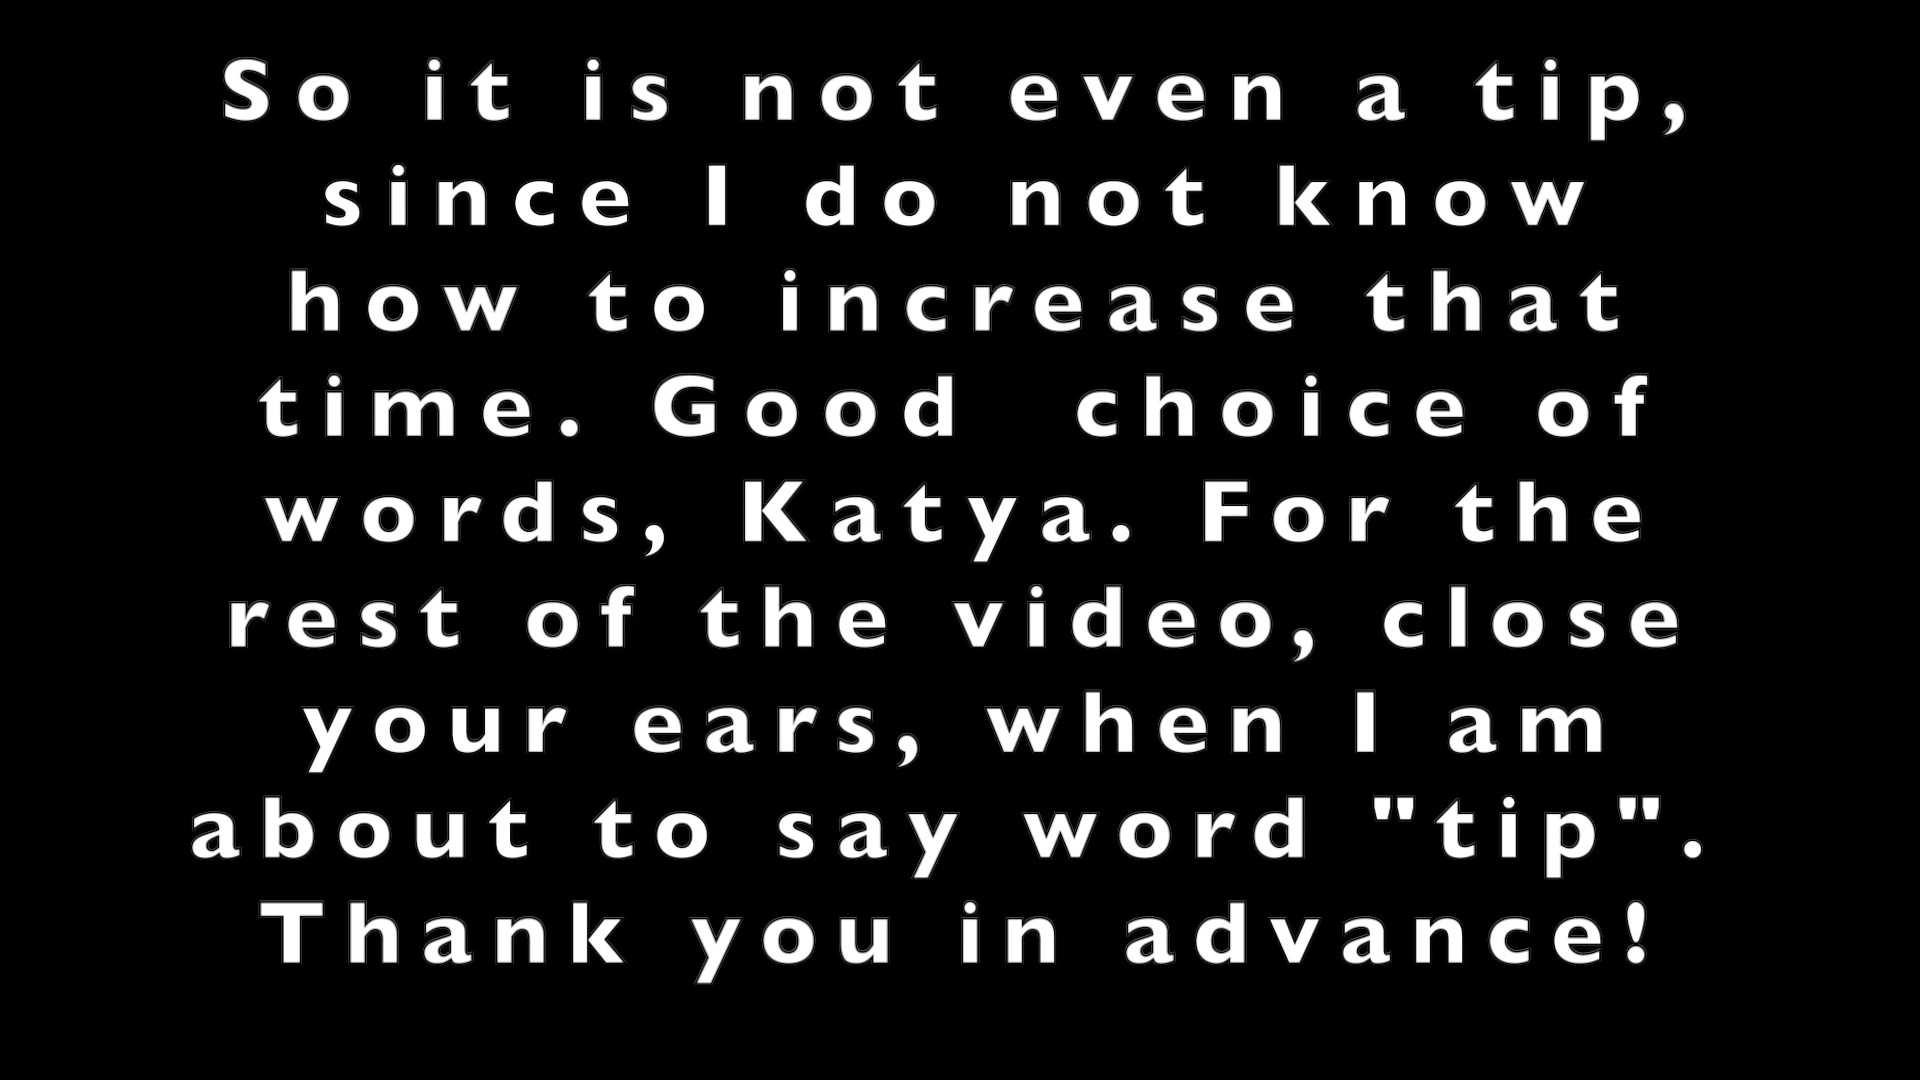 So it is not even a tip,
since I do not know
how to increase that
time. Good  choice of
words, Katya. For the
rest of the video, close
your ears, when I am
about to say word "tip".
Thank you in advance!